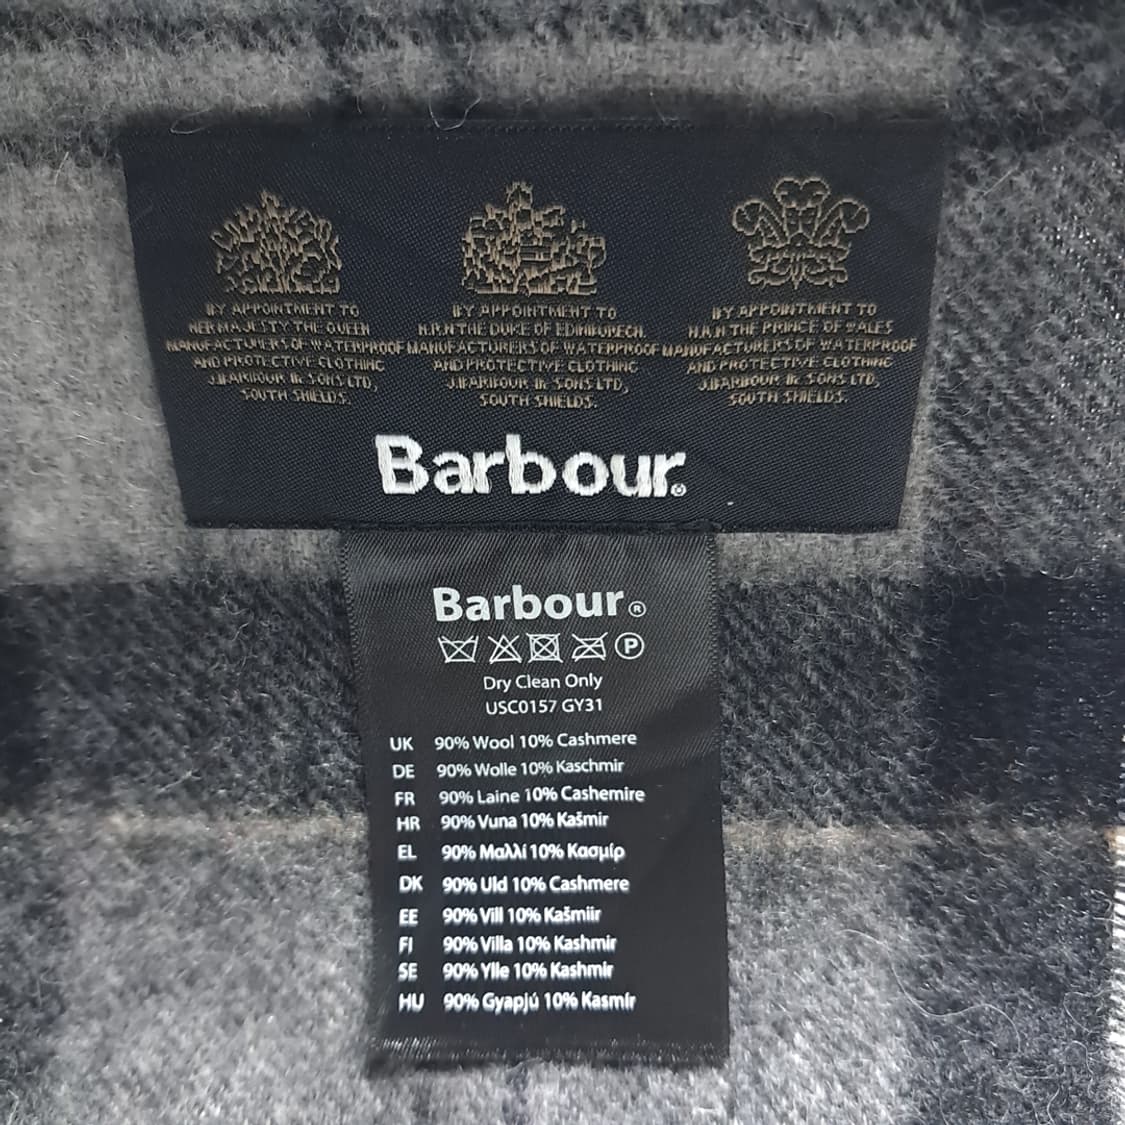 BY APPOINTMENT TO
HER MAJESTY THE QUEEN
MANUFACTURERS OF WATERPROOF
AND PROTECTIVE CLOTHING
J.BARBOUR & SONS LTD,
SOUTH SHIELDS.
BY APPOINTMENT TO
H.R.H THE DUKE OF EDINBURGH
MANUFACTURERS OF WATERPROOF
AND PROTECTIVE CLOTHING
J.BARBOUR & SONS LTD,
SOUTH SHIELDS.
BY APPOINTMENT TO
H.R.H THE PRINCE OF WALES
MANUFACTURERS OF WATERPROOF
AND PROTECTIVE CLOTHING
J.BARBOUR & SONS LTD,
SOUTH SHIELDS.
Barbour®
Barbour®
P
Dry Clean Only
USC0157 GY31
UK 90% Wool 10% Cashmere
DE 90% Wolle 10% Kaschmir
FR 90% Laine 10% Cashemire
HR 90% Vuna 10% Kašmir
EL 90% Μαλλί 10% Κασμίρ
DK 90% Uld 10% Cashmere
EE 90% Vill 10% Kašmiir
FI 90% Villa 10% Kashmir
SE 90% Ylle 10% Kashmir
HU 90% Gyapjú 10% Kasmír